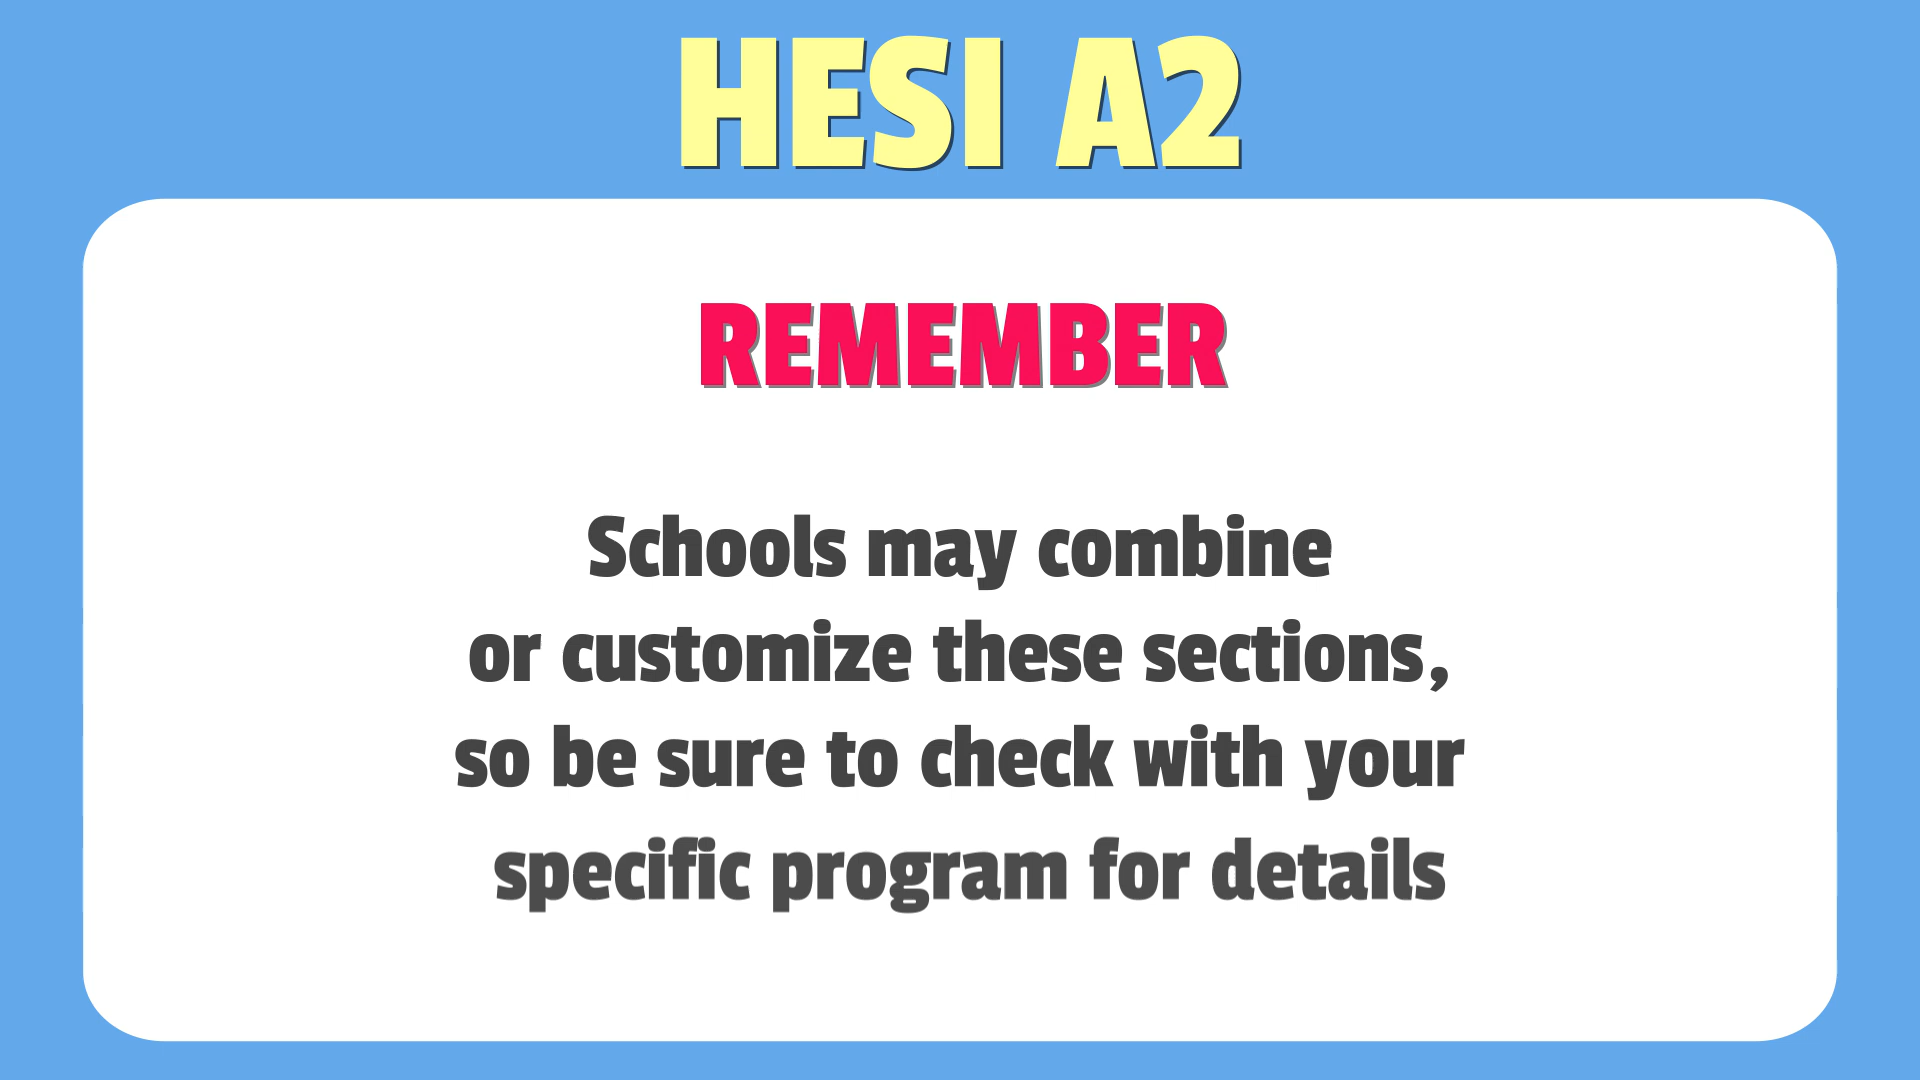 HESI A2
REMEMBER
Schools may combine
or customize these sections,
so be sure to check with your
specific program for details